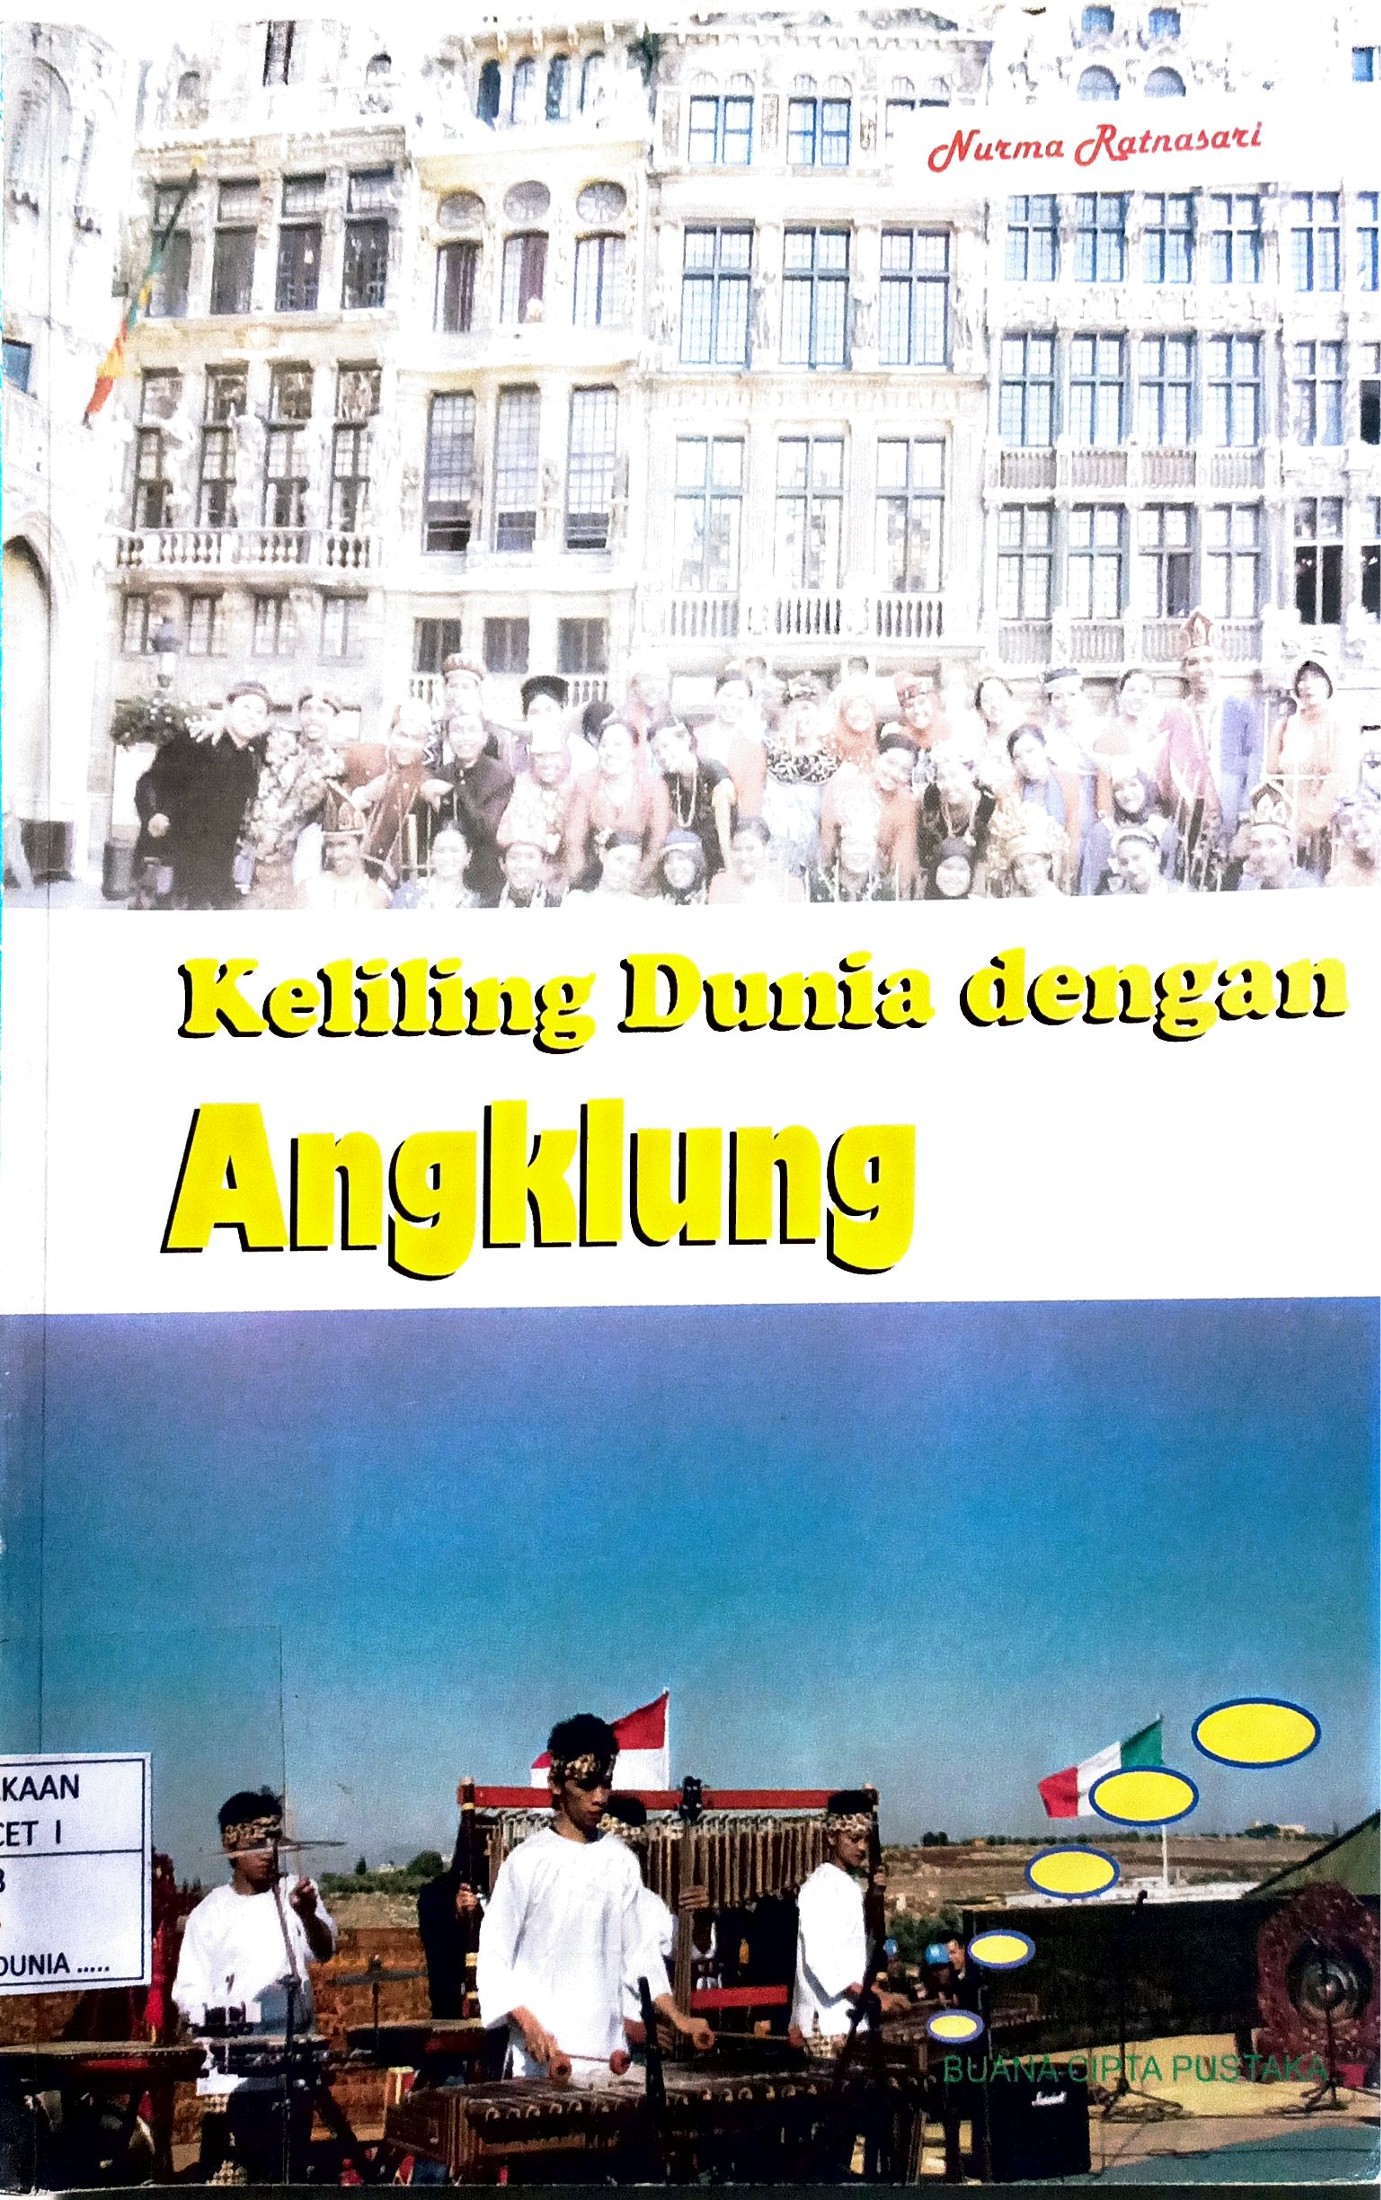 Nurma Ratnasari
Keliling Dunia dengan
Angklung
KAAN
CET I
DUNIA .....
BUANA CIPTA PUSTAKA